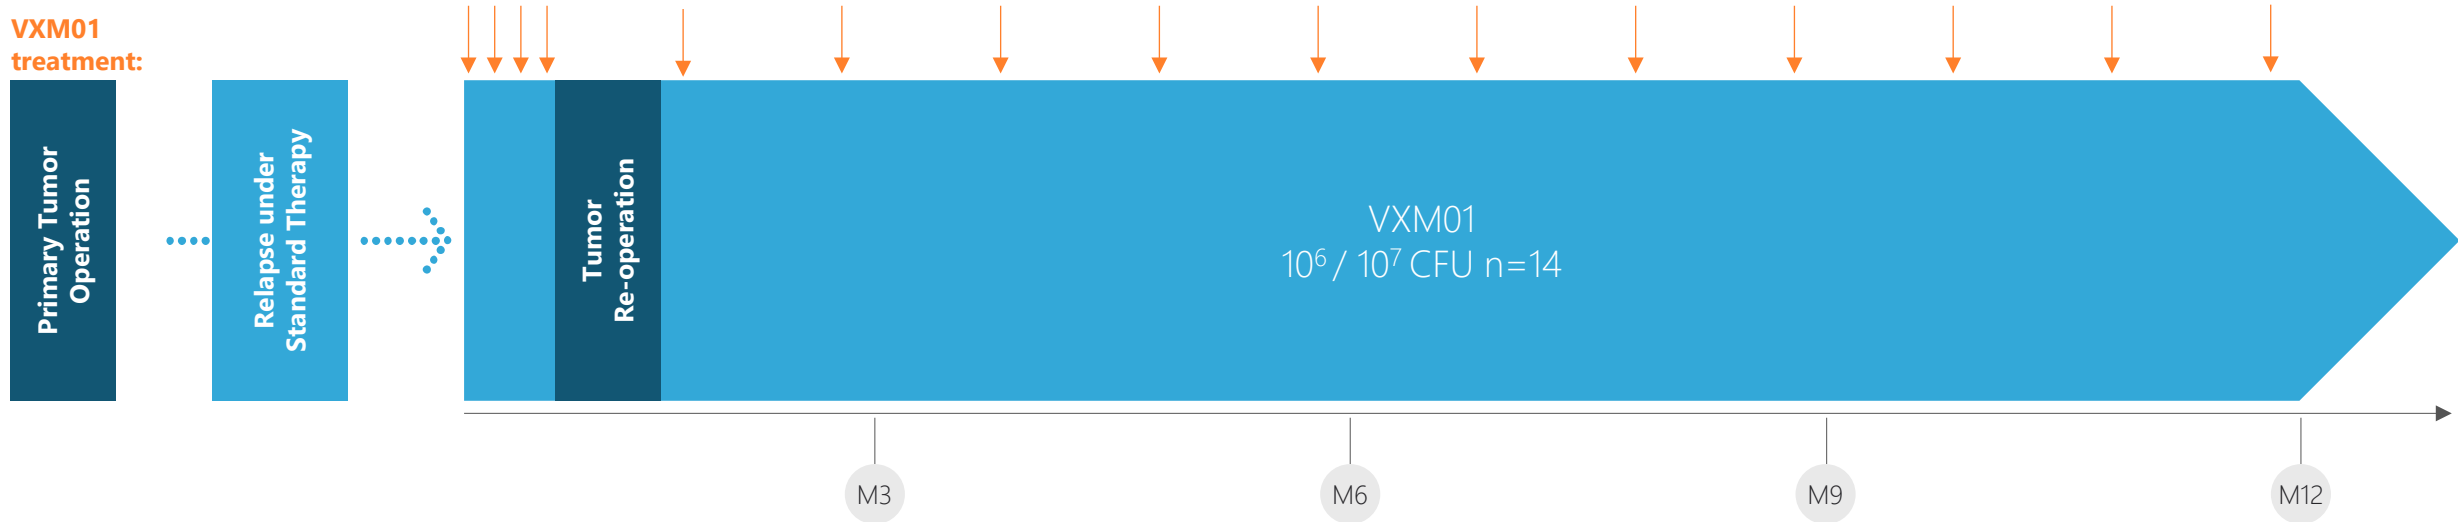 VXM01
treatment:
Primary Tumor
Operation
Relapse under
Standard Therapy
Tumor
Re-operation
VXM01
10⁶ / 10⁷ CFU n=14
M3
M6
M9
M12